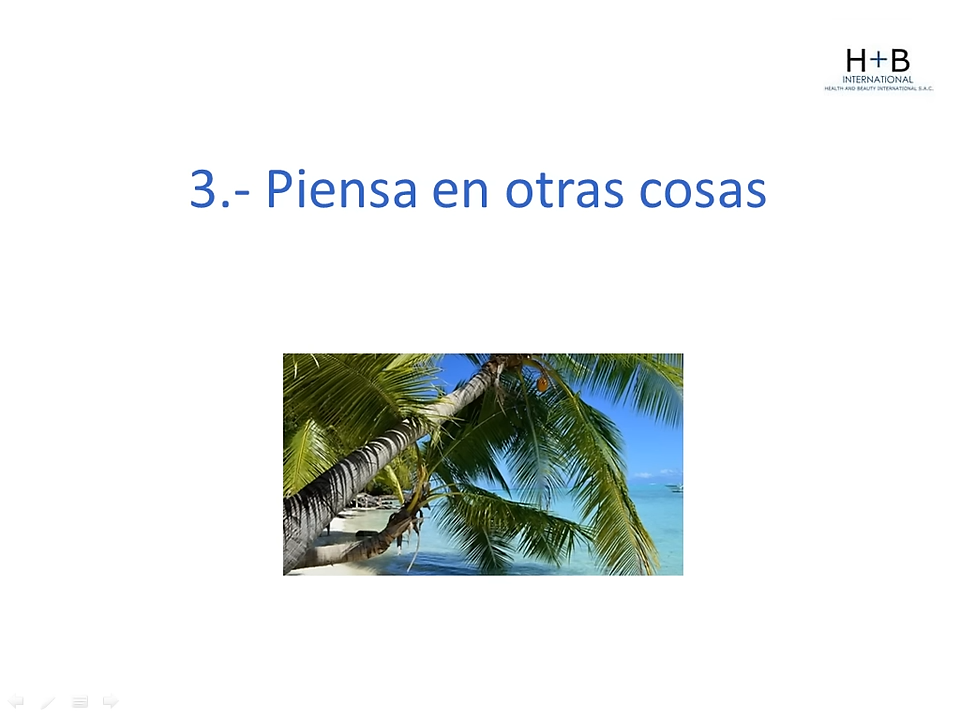 H+B
INTERNATIONAL
HEALTH AND BEAUTY INTERNATIONAL S.A.C.
3.- Piensa en otras cosas